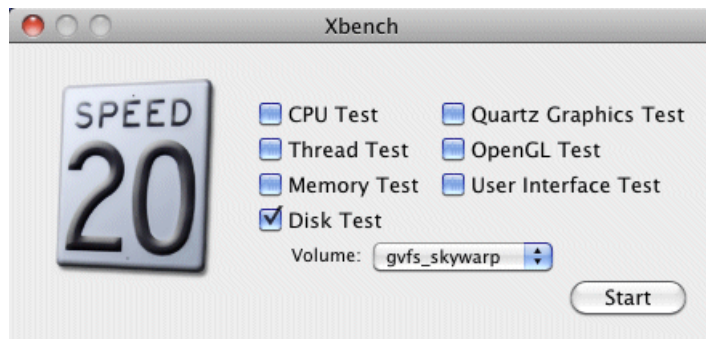 Xbench
SPEED
20
CPU Test
Quartz Graphics Test
Thread Test
OpenGL Test
Memory Test
User Interface Test
Disk Test
Volume: gvfs_skywarp
Start